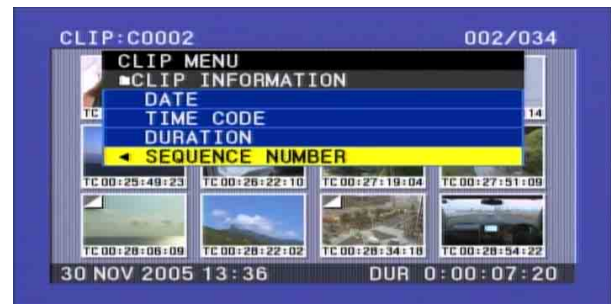 CLIP:C0002 002/034
CLIP MENU
CLIP INFORMATION
DATE
TIME CODE
DURATION
SEQUENCE NUMBER
TC 14
TC 00:25:49:23 TC 00:26:22:10 TC 00:27:19:04 TC 00:27:51:09
TC 00:28:06:09 TC 00:28:22:02 TC 00:28:34:18 TC 00:28:54:22
30 NOV 2005 13:36 DUR 0:00:07:20